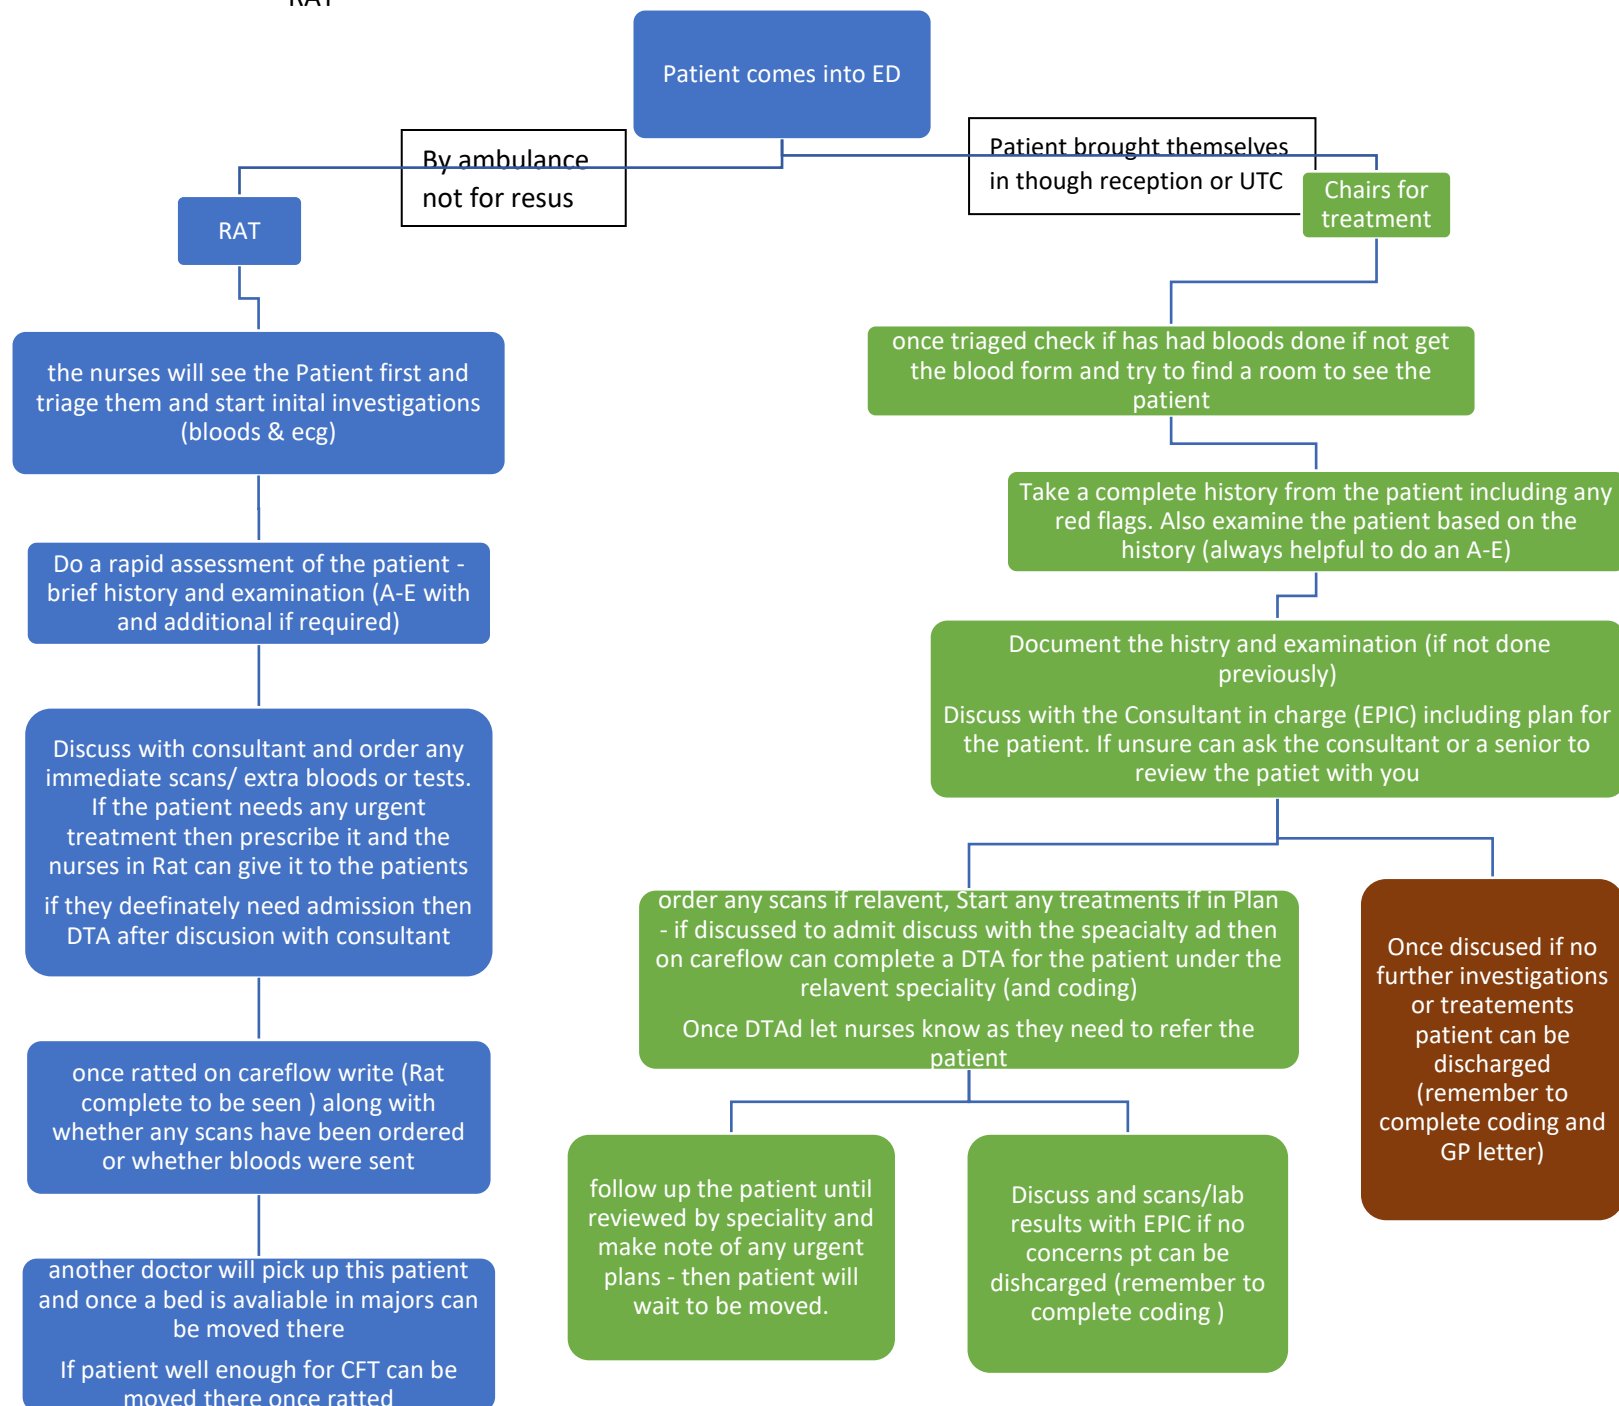 RAT
Patient comes into ED
By ambulance
not for resus
Patient brought themselves
in though reception or UTC
RAT
Chairs for
treatment
the nurses will see the Patient first and
triage them and start inital investigations
(bloods & ecg)
Do a rapid assessment of the patient -
brief history and examination (A-E with
and additional if required)
Discuss with consultant and order any
immediate scans/ extra bloods or tests.
If the patient needs any urgent
treatment then prescribe it and the
nurses in Rat can give it to the patients
if they deefinately need admission then
DTA after discusion with consultant
once ratted on careflow write (Rat
complete to be seen ) along with
whether any scans have been ordered
or whether bloods were sent
another doctor will pick up this patient
and once a bed is avaliable in majors can
be moved there
If patient well enough for CFT can be
moved there once ratted
once triaged check if has had bloods done if not get
the blood form and try to find a room to see the
patient
Take a complete history from the patient including any
red flags. Also examine the patient based on the
history (always helpful to do an A-E)
Document the histry and examination (if not done
previously)
Discuss with the Consultant in charge (EPIC) including plan for
the patient. If unsure can ask the consultant or a senior to
review the patiet with you
order any scans if relavent, Start any treatments if in Plan
- if discussed to admit discuss with the speacialty ad then
on careflow can complete a DTA for the patient under the
relavent speciality (and coding)
Once DTAd let nurses know as they need to refer the
patient
follow up the patient until
reviewed by speciality and
make note of any urgent
plans - then patient will
wait to be moved.
Discuss and scans/lab
results with EPIC if no
concerns pt can be
dishcarged (remember to
complete coding )
Once discused if no
further investigations
or treatements
patient can be
discharged
(remember to
complete coding and
GP letter)